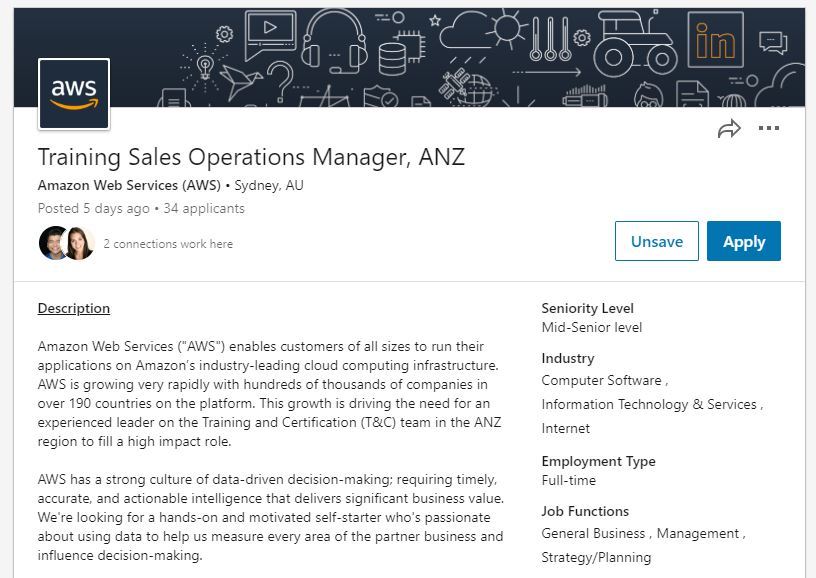 in
aws
Training Sales Operations Manager, ANZ
Amazon Web Services (AWS) • Sydney, AU
Posted 5 days ago • 34 applicants
2 connections work here
Unsave
Apply
Description
Amazon Web Services ("AWS") enables customers of all sizes to run their
applications on Amazon's industry-leading cloud computing infrastructure.
AWS is growing very rapidly with hundreds of thousands of companies in
over 190 countries on the platform. This growth is driving the need for an
experienced leader on the Training and Certification (T&C) team in the ANZ
region to fill a high impact role.
AWS has a strong culture of data-driven decision-making; requiring timely,
accurate, and actionable intelligence that delivers significant business value.
We're looking for a hands-on and motivated self-starter who's passionate
about using data to help us measure every area of the partner business and
influence decision-making.
Seniority Level
Mid-Senior level
Industry
Computer Software ,
Information Technology & Services ,
Internet
Employment Type
Full-time
Job Functions
General Business , Management ,
Strategy/Planning